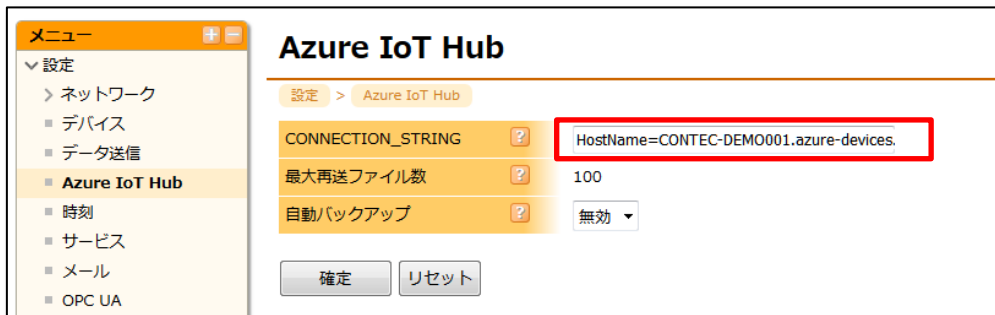 メニュー
設定
ネットワーク
デバイス
データ送信
Azure IoT Hub
時刻
サービス
メール
OPC UA
Azure IoT Hub
設定 > Azure IoT Hub
CONNECTION_STRING ? HostName=CONTEC-DEMO001.azure-devices.
最大再送ファイル数 ? 100
自動バックアップ ? 無効
確定 リセット